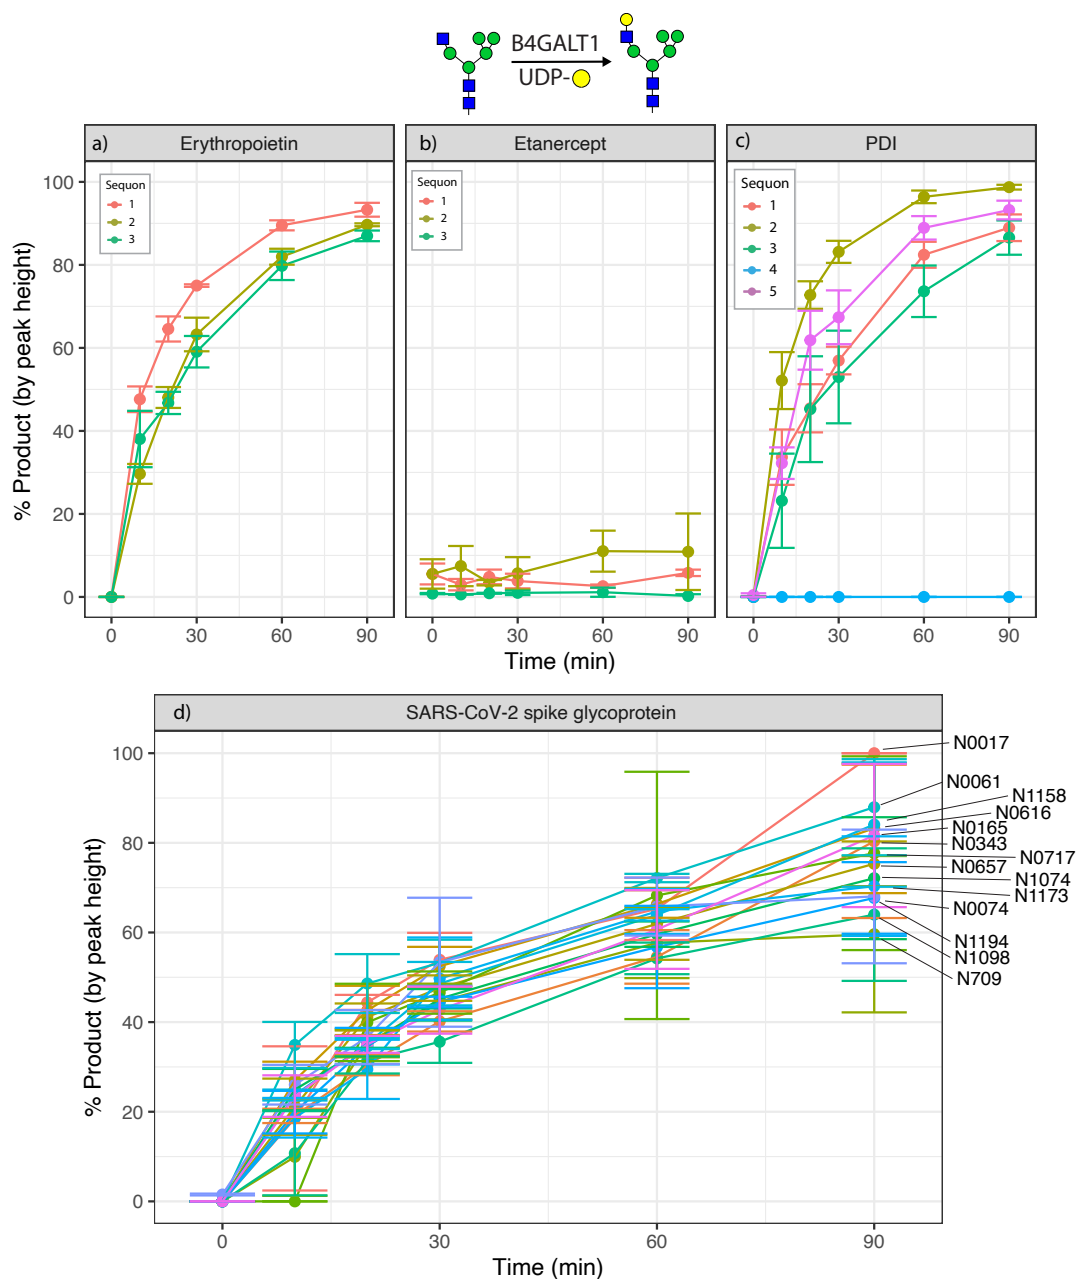 B4GALT1
UDP-
a) Erythropoietin
b) Etanercept
c) PDI
Sequon
1
2
3
Sequon
1
2
3
Sequon
1
2
3
4
5
% Product (by peak height)
100
80
60
40
20
0
0 30 60 90
0 30 60 90
0 30 60 90
Time (min)
d) SARS-CoV-2 spike glycoprotein
% Product (by peak height)
100
80
60
40
20
0
N0017
N0061
N1158
N0616
N0165
N0343
N0717
N0657
N1074
N1173
N0074
N1194
N1098
N709
0 30 60 90
Time (min)